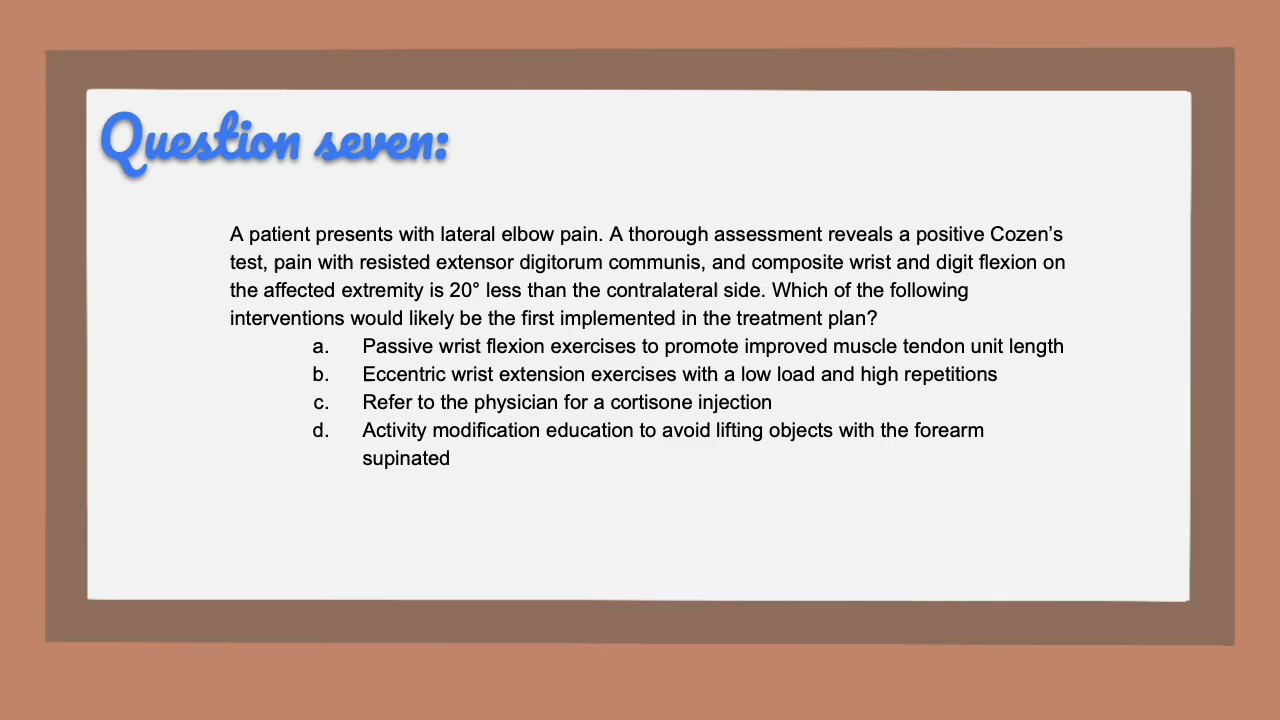 Question seven:
A patient presents with lateral elbow pain. A thorough assessment reveals a positive Cozen’s
test, pain with resisted extensor digitorum communis, and composite wrist and digit flexion on
the affected extremity is 20° less than the contralateral side. Which of the following
interventions would likely be the first implemented in the treatment plan?
a. Passive wrist flexion exercises to promote improved muscle tendon unit length
b. Eccentric wrist extension exercises with a low load and high repetitions
c. Refer to the physician for a cortisone injection
d. Activity modification education to avoid lifting objects with the forearm
supinated